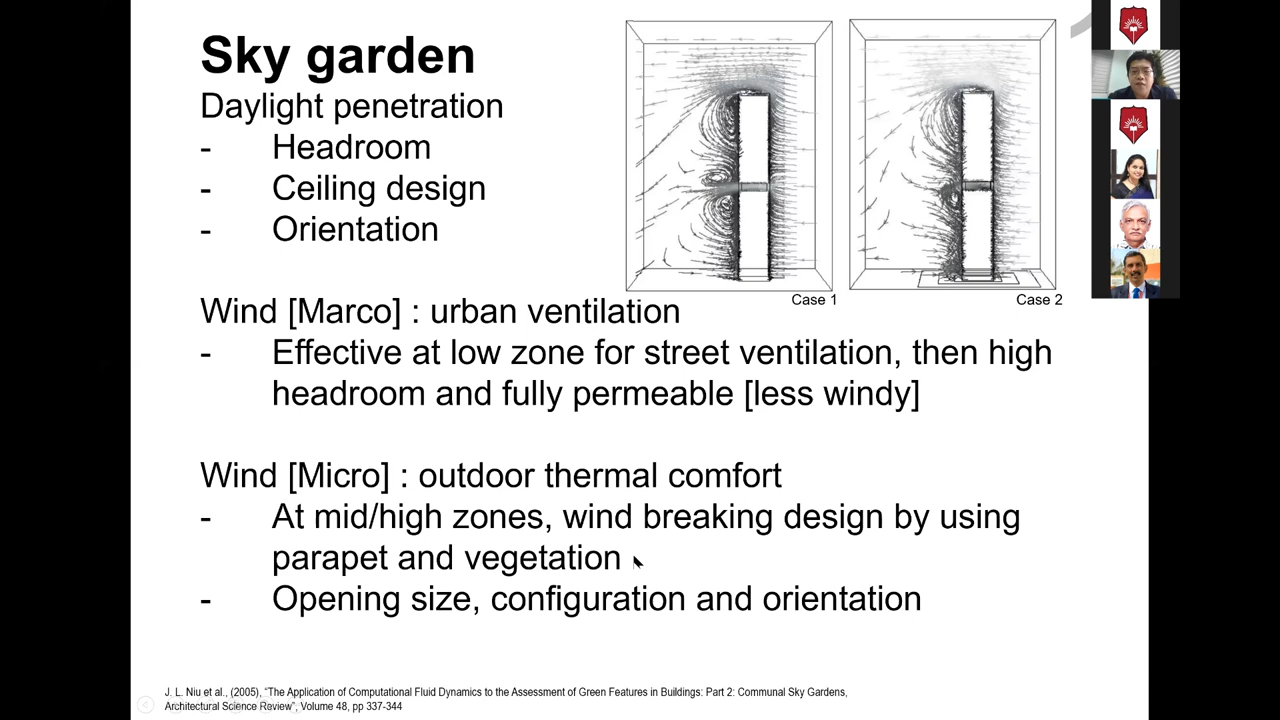 Sky garden
Daylight penetration
- Headroom
- Ceiling design
- Orientation
Case 1
Case 2
Wind [Marco] : urban ventilation
- Effective at low zone for street ventilation, then high
headroom and fully permeable [less windy]
Wind [Micro] : outdoor thermal comfort
- At mid/high zones, wind breaking design by using
parapet and vegetation
- Opening size, configuration and orientation
J. L. Niu et al., (2005), "The Application of Computational Fluid Dynamics to the Assessment of Green Features in Buildings: Part 2: Communal Sky Gardens,
Architectural Science Review", Volume 48, pp 337-344